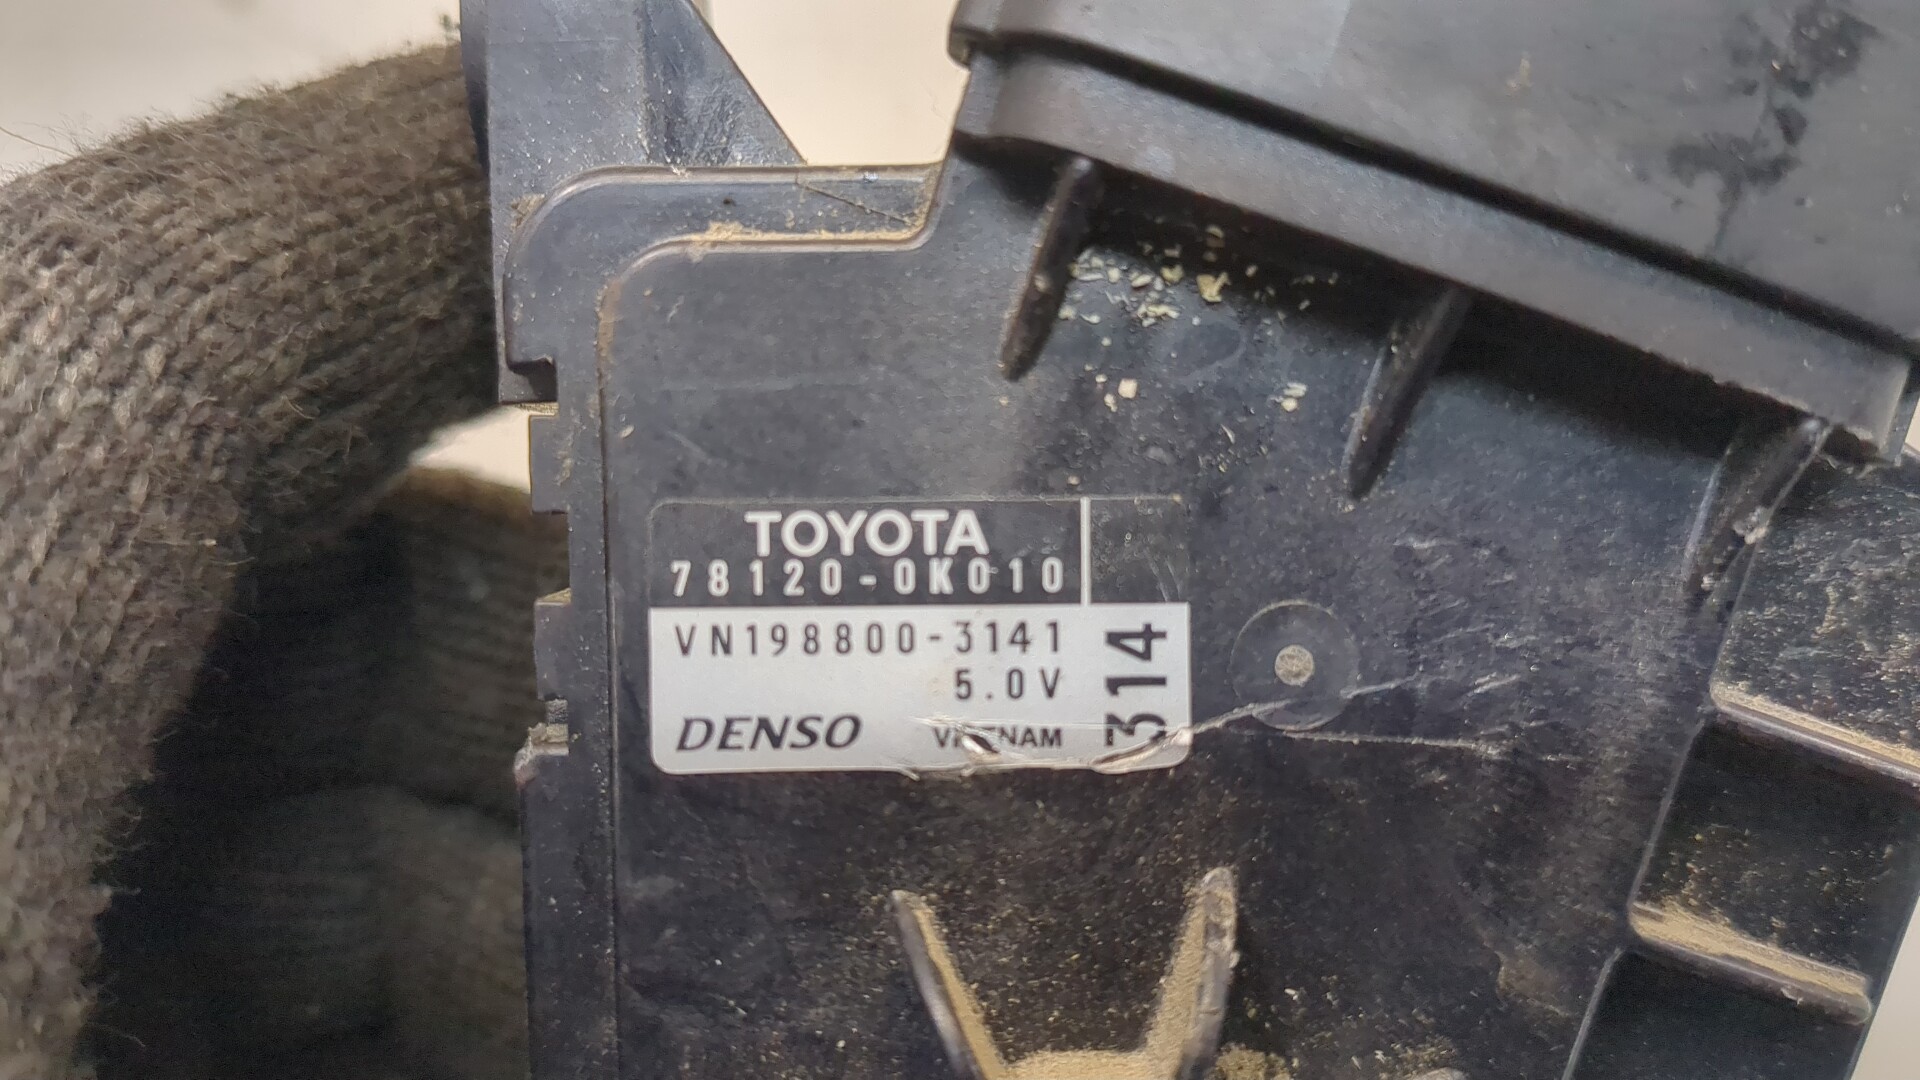 TOYOTA
78120-0K010
VN198800-3141
5.0V
314
DENSO